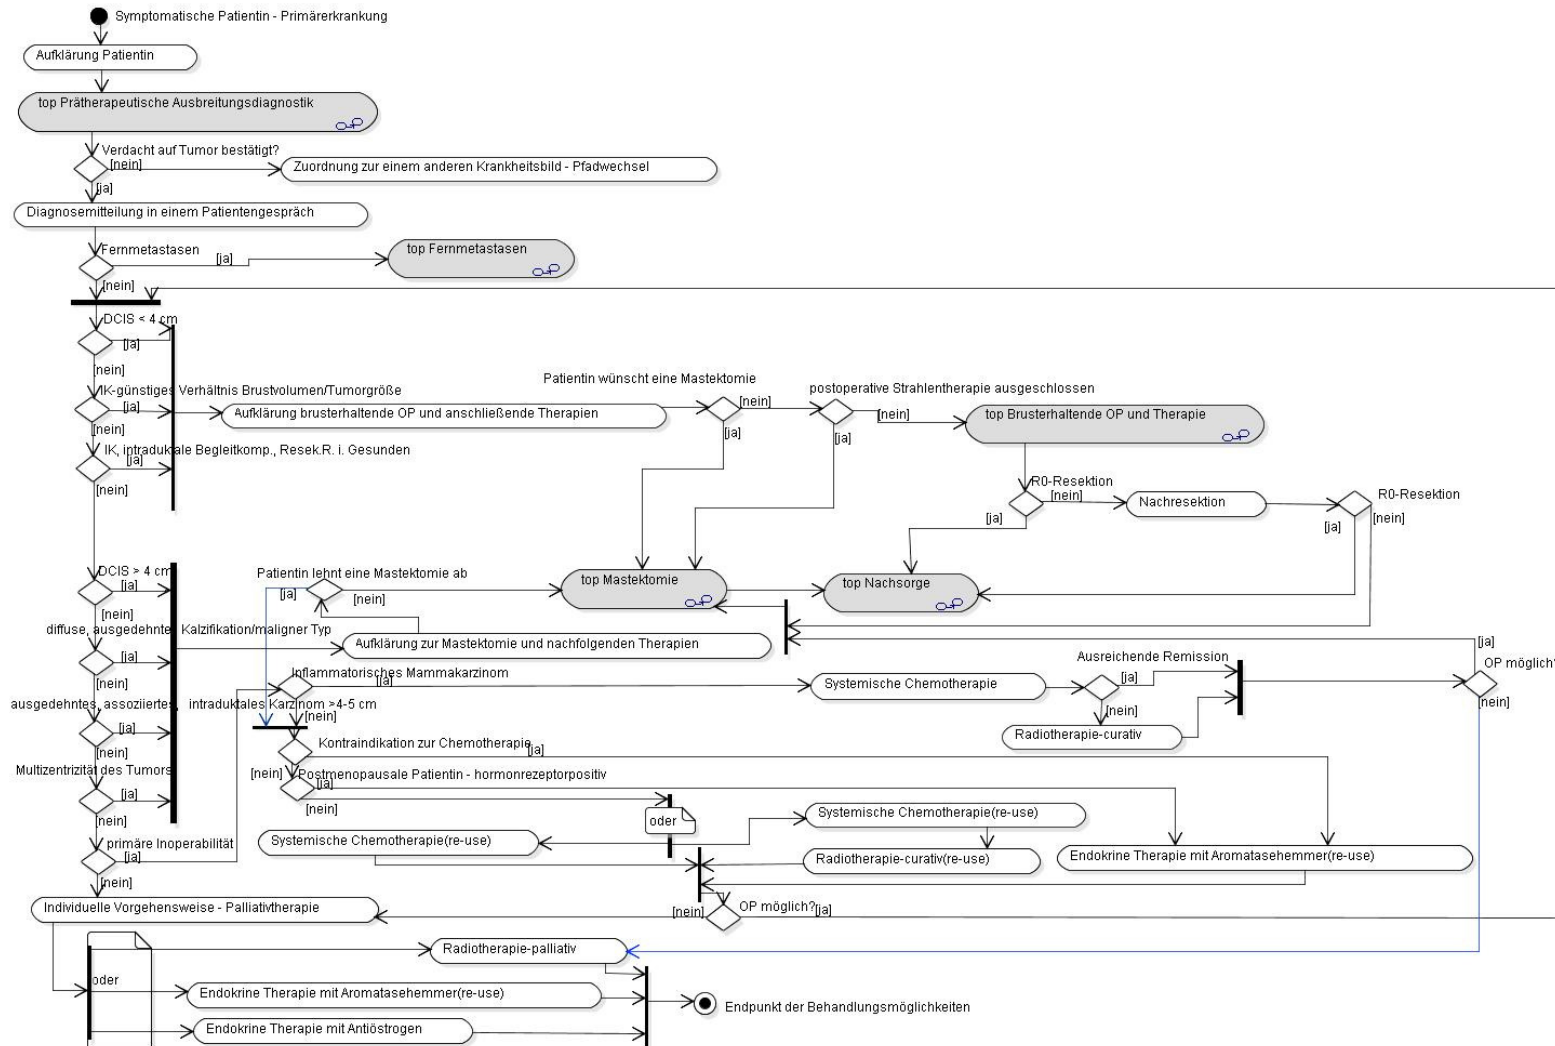 Symptomatische Patientin - Primärerkrankung
Aufklärung Patientin
top Prätherapeutische Ausbreitungsdiagnostik
Verdacht auf Tumor bestätigt?
[nein]
Zuordnung zur einem anderen Krankheitsbild - Pfadwechsel
[ja]
Diagnosemitteilung in einem Patientengespräch
Fernmetastasen
[ja]
top Fernmetastasen
[nein]
DCIS < 4 cm
[ja]
[nein]
IK-günstiges Verhältnis Brustvolumen/Tumorgröße
[ja]
Aufklärung brusterhaltende OP und anschließende Therapien
Patientin wünscht eine Mastektomie
[nein]
[ja]
postoperative Strahlentherapie ausgeschlossen
[nein]
[ja]
top Brusterhaltende OP und Therapie
[nein]
IK, intraduktale Begleitkomp., Resek.R. i. Gesunden
[ja]
[nein]
R0-Resektion
[nein]
[ja]
Nachresektion
R0-Resektion
[ja]
[nein]
DCIS > 4 cm
[ja]
[nein]
Patientin lehnt eine Mastektomie ab
[ja]
[nein]
top Mastektomie
top Nachsorge
diffuse, ausgedehnte, Kalzifikation/maligner Typ
[ja]
[nein]
Aufklärung zur Mastektomie und nachfolgenden Therapien
Inflammatorisches Mammakarzinom
[ja]
[nein]
Systemische Chemotherapie
Ausreichende Remission
[ja]
[nein]
Radiotherapie-curativ
[ja]
OP möglich?
[nein]
ausgedehntes, assoziiertes, intraduktales Karzinom >4-5 cm
[ja]
[nein]
Kontraindikation zur Chemotherapie
[ja]
[nein]
Multizentrizität des Tumors
[ja]
[nein]
Postmenopausale Patientin - hormonrezeptorpositiv
[ja]
[nein]
oder
Systemische Chemotherapie(re-use)
Systemische Chemotherapie(re-use)
Radiotherapie-curativ(re-use)
Endokrine Therapie mit Aromatasehemmer(re-use)
primäre Inoperabilität
[ja]
[nein]
Individuelle Vorgehensweise - Palliativtherapie
[nein]
OP möglich?
[ja]
oder
Radiotherapie-palliativ
Endokrine Therapie mit Aromatasehemmer(re-use)
Endokrine Therapie mit Antiöstrogen
Endpunkt der Behandlungsmöglichkeiten